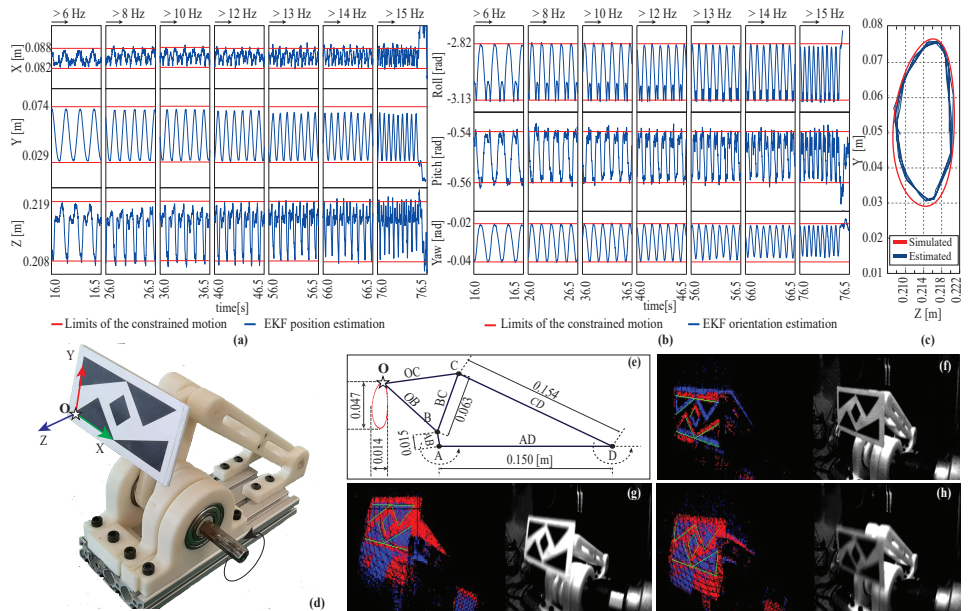 > 6 Hz > 8 Hz > 10 Hz > 12 Hz > 13 Hz > 14 Hz > 15 Hz
X [m]
0.088
0.082
Y [m]
0.074
0.029
Z [m]
0.219
0.208
16.0 16.5 26.0 26.5 36.0 36.5 46.0 46.5 56.0 56.5 66.0 66.5 76.0 76.5
time[s]
Limits of the constrained motion EKF position estimation
(a)
> 6 Hz > 8 Hz > 10 Hz > 12 Hz > 13 Hz > 14 Hz > 15 Hz
Roll [rad]
-2.82
-3.13
Pitch [rad]
-0.54
-0.56
Yaw [rad]
-0.02
-0.04
16.0 16.5 26.0 26.5 36.0 36.5 46.0 46.5 56.0 56.5 66.0 66.5 76.0 76.5
time[s]
Limits of the constrained motion EKF orientation estimation
(b)
0.08
0.07
0.06
0.05
0.04
0.03
0.02
0.01
Y [m]
Simulated
Estimated
0.210 0.214 0.218 0.222
Z [m]
(c)
Y
O
Z
X
(d)
(e)
O OC C
OB BC CD
0.154
0.063
0.047
0.014
0.015
B
AB
A AD D
0.150 [m]
(f)
(g)
(h)